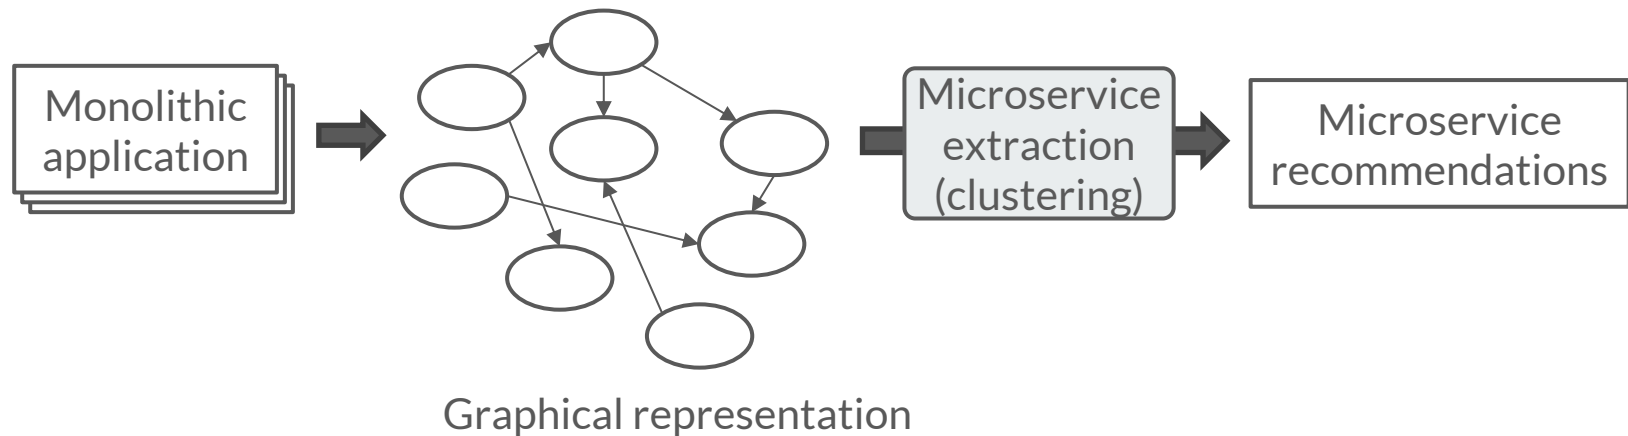 Monolithic
application
Microservice
extraction
(clustering)
Microservice
recommendations
Graphical representation